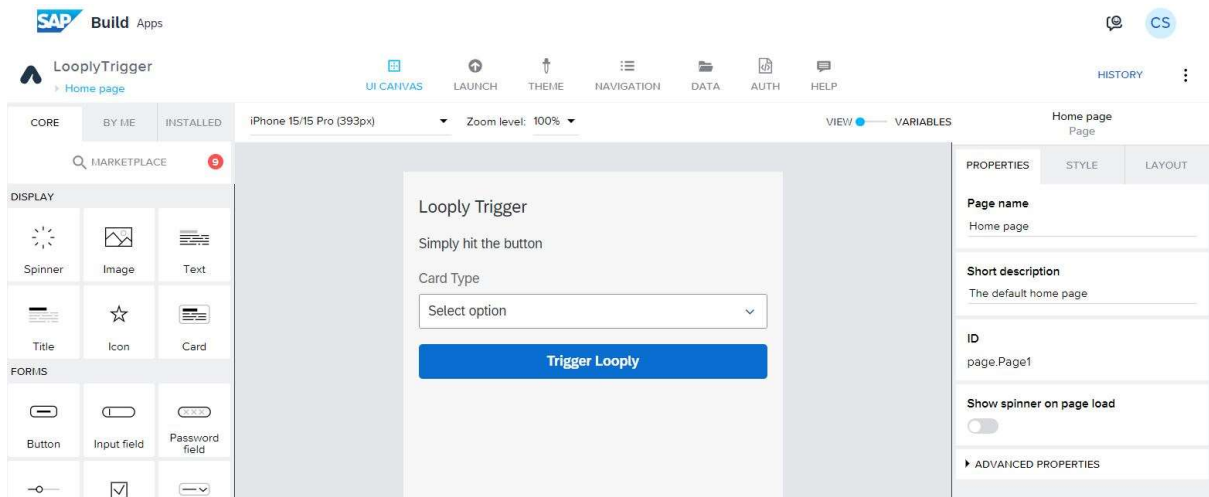 SAP Build Apps
CS
LooplyTrigger
Home page
UI CANVAS LAUNCH THEME NAVIGATION DATA AUTH HELP
HISTORY
CORE BY ME INSTALLED
iPhone 15/15 Pro (393px) Zoom level: 100%
VIEW VARIABLES
Home page
Page
MARKETPLACE 9
PROPERTIES STYLE LAYOUT
DISPLAY
Spinner Image Text
Title Icon Card
FORMS
Button Input field Password field
Looply Trigger
Simply hit the button
Card Type
Select option
Trigger Looply
Page name
Home page
Short description
The default home page
ID
page.Page1
Show spinner on page load
ADVANCED PROPERTIES